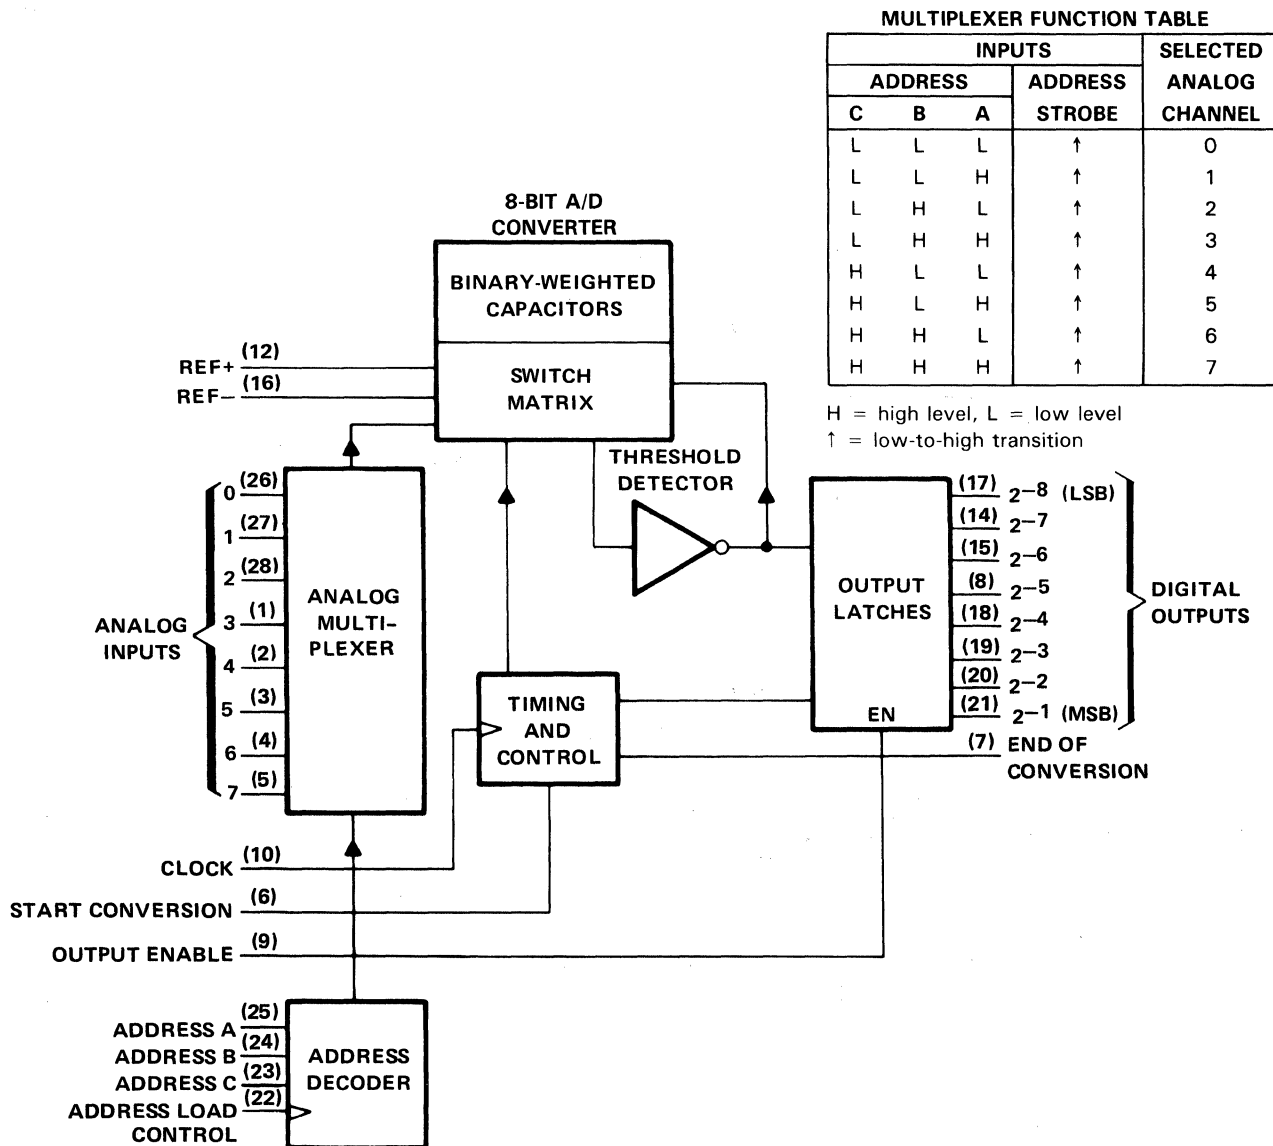 MULTIPLEXER FUNCTION TABLE
INPUTS
SELECTED ANALOG CHANNEL
ADDRESS
ADDRESS STROBE
C B A
L L L ↑ 0
L L H ↑ 1
L H L ↑ 2
L H H ↑ 3
H L L ↑ 4
H L H ↑ 5
H H L ↑ 6
H H H ↑ 7
H = high level, L = low level
↑ = low-to-high transition
8-BIT A/D
CONVERTER
BINARY-WEIGHTED
CAPACITORS
SWITCH
MATRIX
REF+ (12)
REF− (16)
THRESHOLD
DETECTOR
ANALOG
INPUTS
0 (26)
1 (27)
2 (28)
3 (1)
4 (2)
5 (3)
6 (4)
7 (5)
ANALOG
MULTI-
PLEXER
TIMING
AND
CONTROL
OUTPUT
LATCHES
EN
(17) 2−8 (LSB)
(14) 2−7
(15) 2−6
(8) 2−5
(18) 2−4
(19) 2−3
(20) 2−2
(21) 2−1 (MSB)
DIGITAL
OUTPUTS
(7) END OF
CONVERSION
CLOCK (10)
START CONVERSION (6)
OUTPUT ENABLE (9)
ADDRESS A (25)
ADDRESS B (24)
ADDRESS C (23)
ADDRESS LOAD (22)
CONTROL
ADDRESS
DECODER